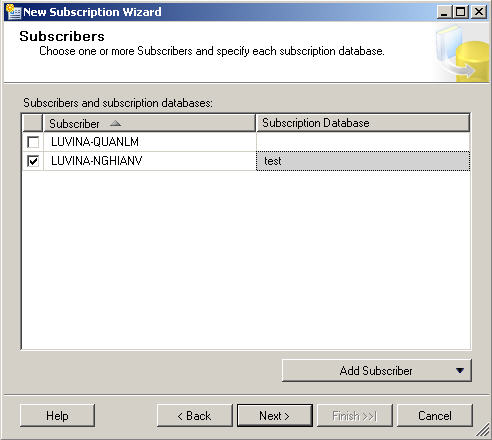 New Subscription Wizard
Subscribers
Choose one or more Subscribers and specify each subscription database.
Subscribers and subscription databases:
Subscriber Subscription Database
LUVINA-QUANLM
LUVINA-NGHIANV test
Add Subscriber
Help < Back Next > Finish >>| Cancel